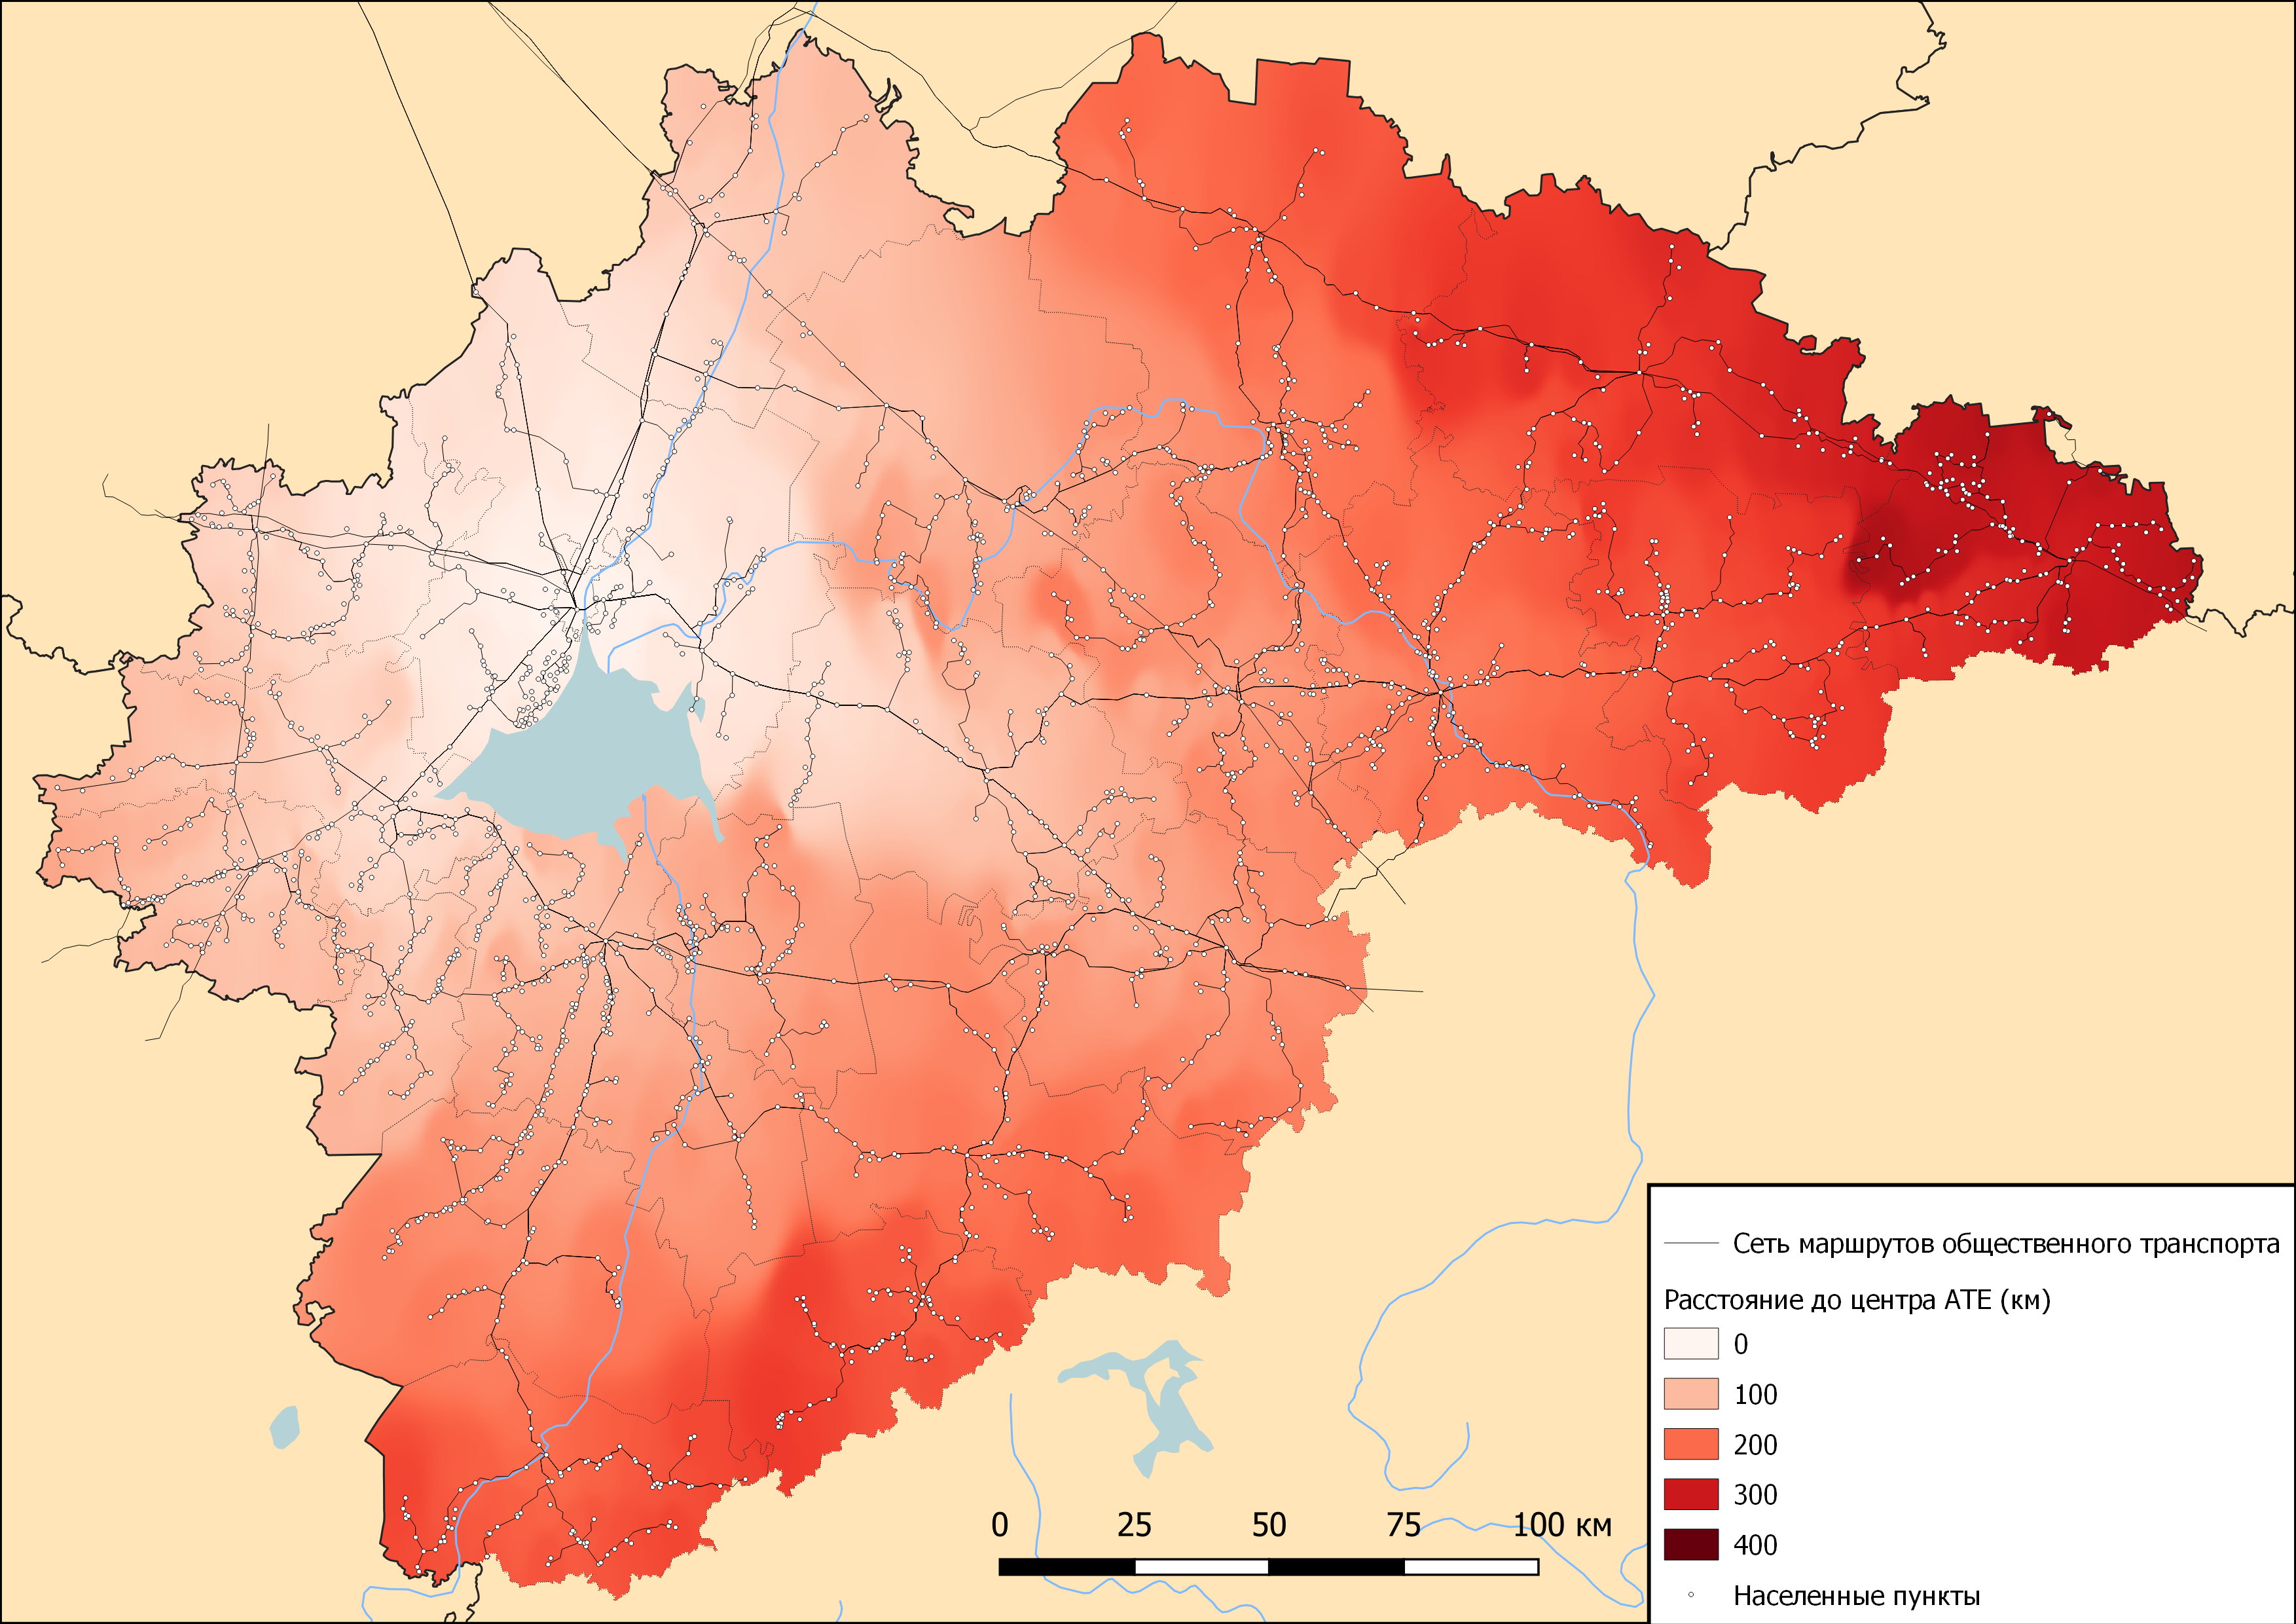 Сеть маршрутов общественного транспорта
Расстояние до центра АТЕ (км)
0
100
200
300
400
Населенные пункты
0 25 50 75 100 км